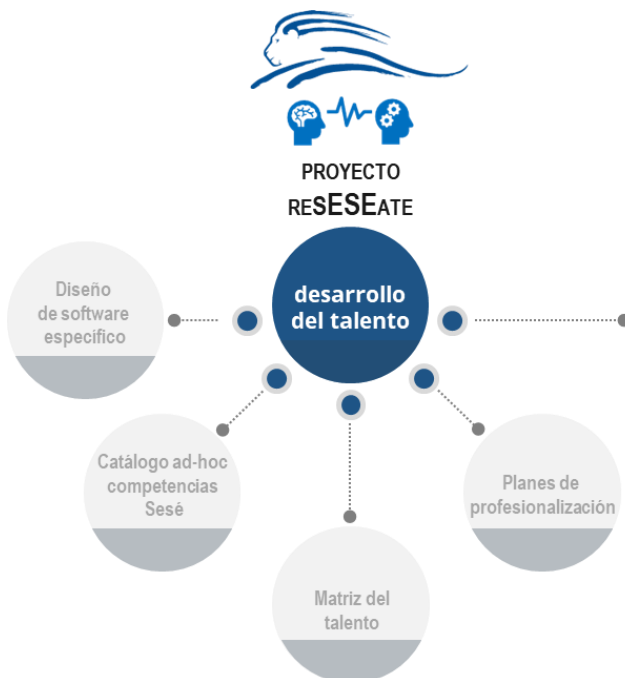 PROYECTO
RESESEATE
desarrollo
del talento
Diseño
de software
específico
Catálogo ad-hoc
competencias
Sesé
Matriz del
talento
Planes de
profesionalización